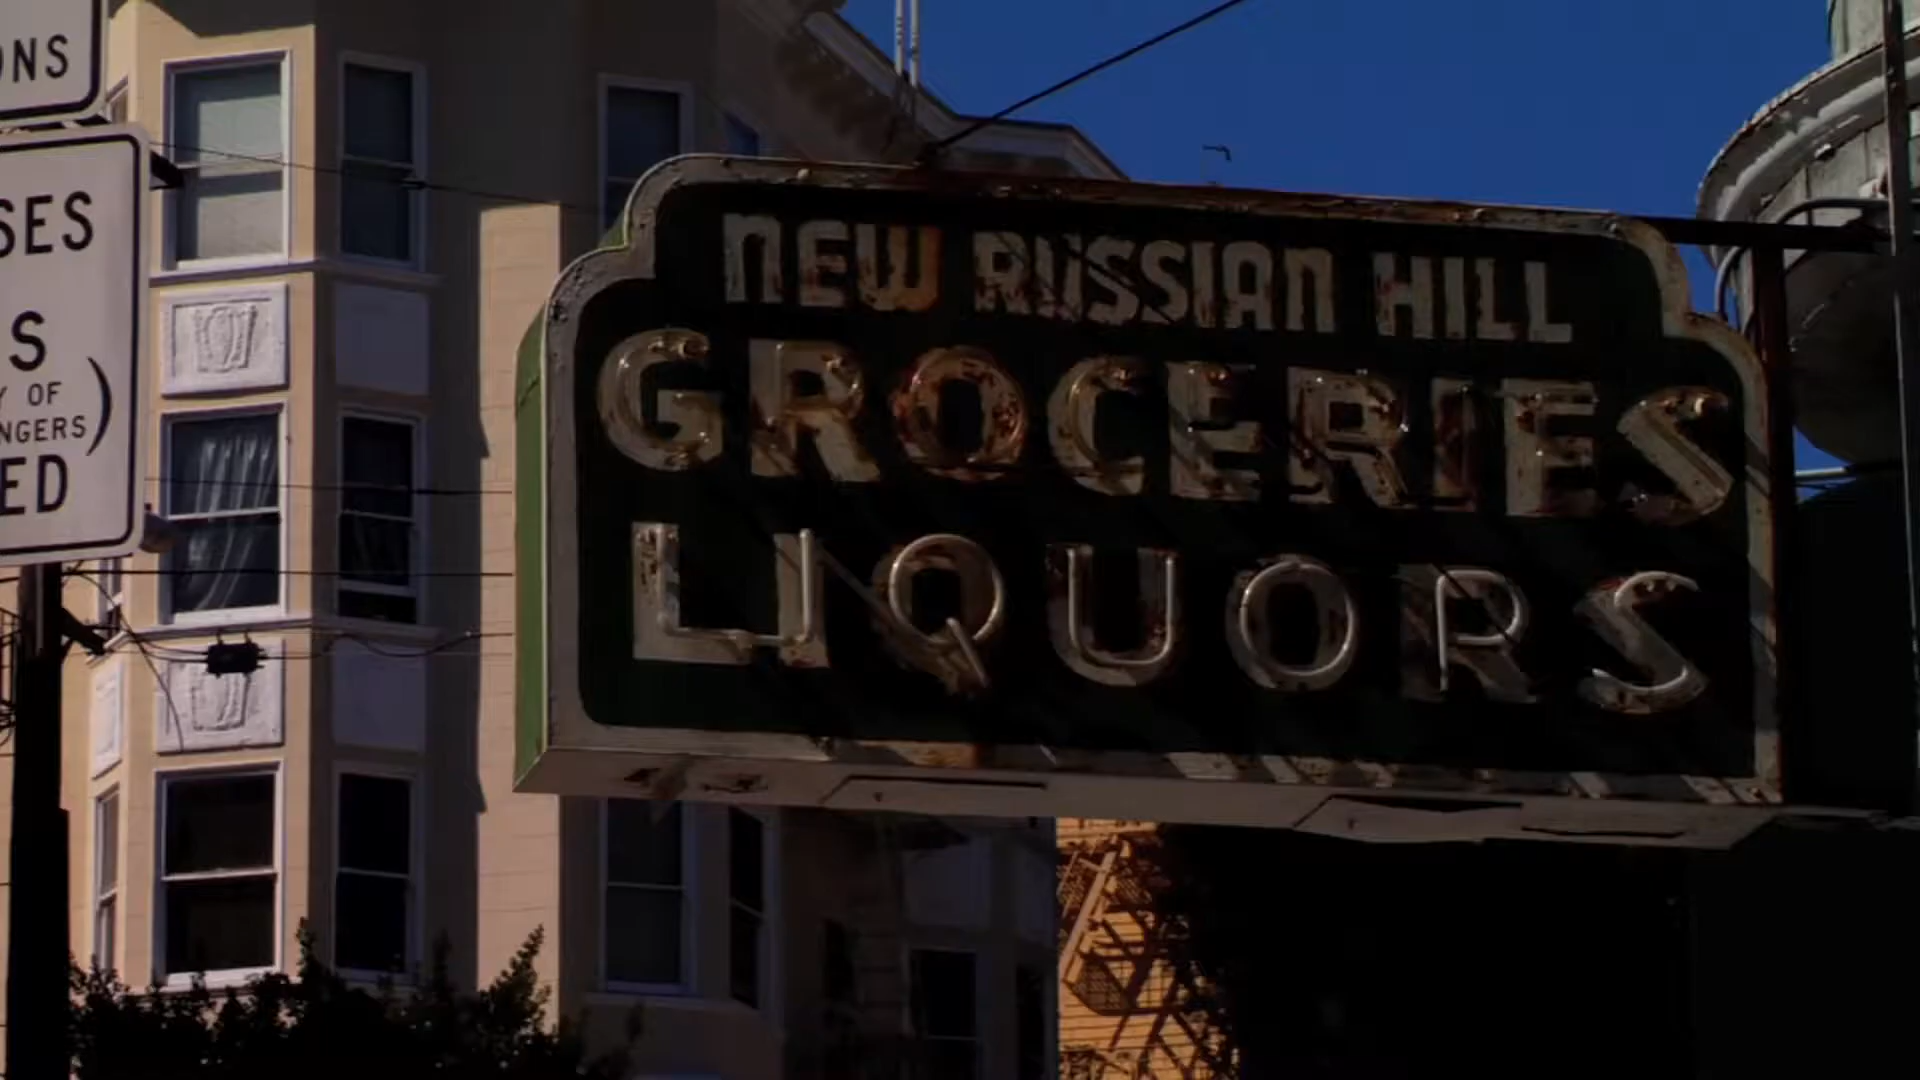 ONS
SES
S
Y OF
NGERS)
ED
NEW RUSSIAN HILL
GROCERIES
LIQUORS